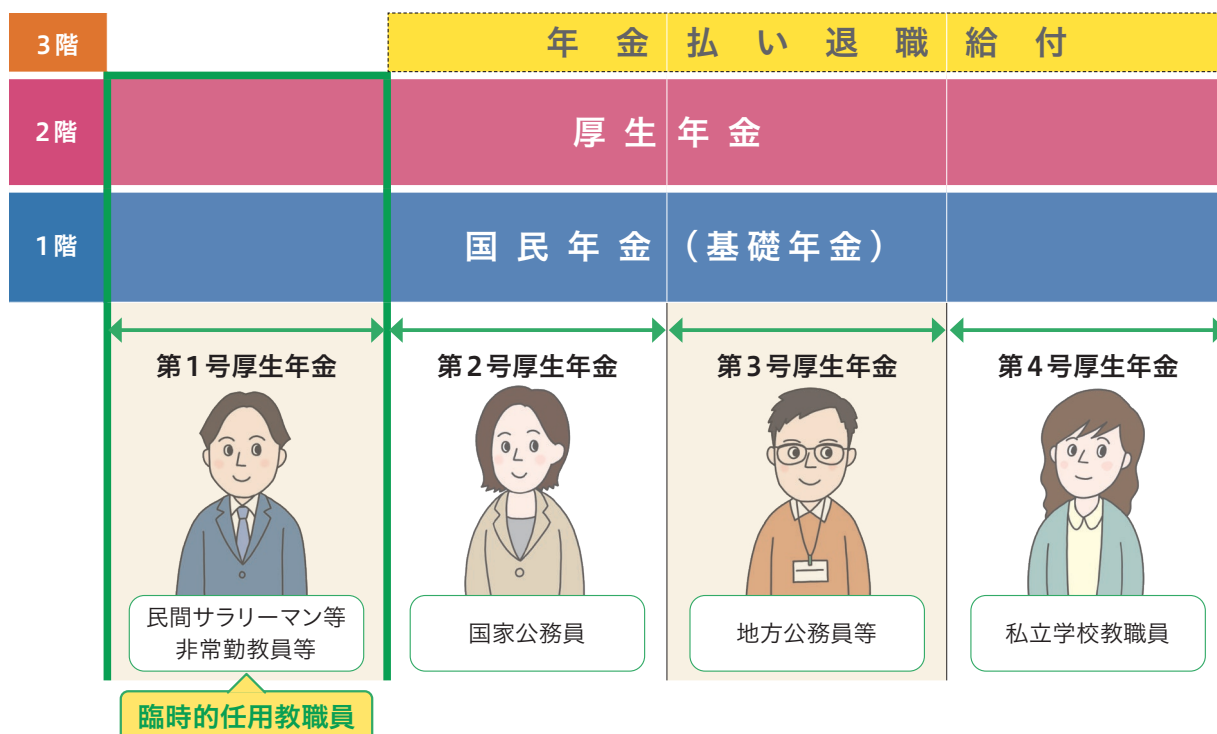 3階
年金払い退職給付
2階
厚生年金
1階
国民年金(基礎年金)
第1号厚生年金
第2号厚生年金
第3号厚生年金
第4号厚生年金
民間サラリーマン等
非常勤教員等
国家公務員
地方公務員等
私立学校教職員
臨時的任用教職員